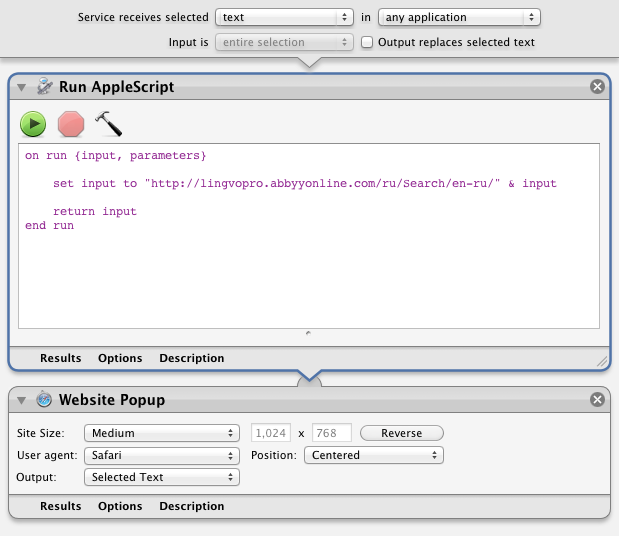 Service receives selected text in any application
Input is entire selection Output replaces selected text
Run AppleScript
on run {input, parameters}
set input to "http://lingvopro.abbyyonline.com/ru/Search/en-ru/" & input
return input
end run
Results Options Description
Website Popup
Site Size: Medium 1,024 x 768 Reverse
User agent: Safari Position: Centered
Output: Selected Text
Results Options Description